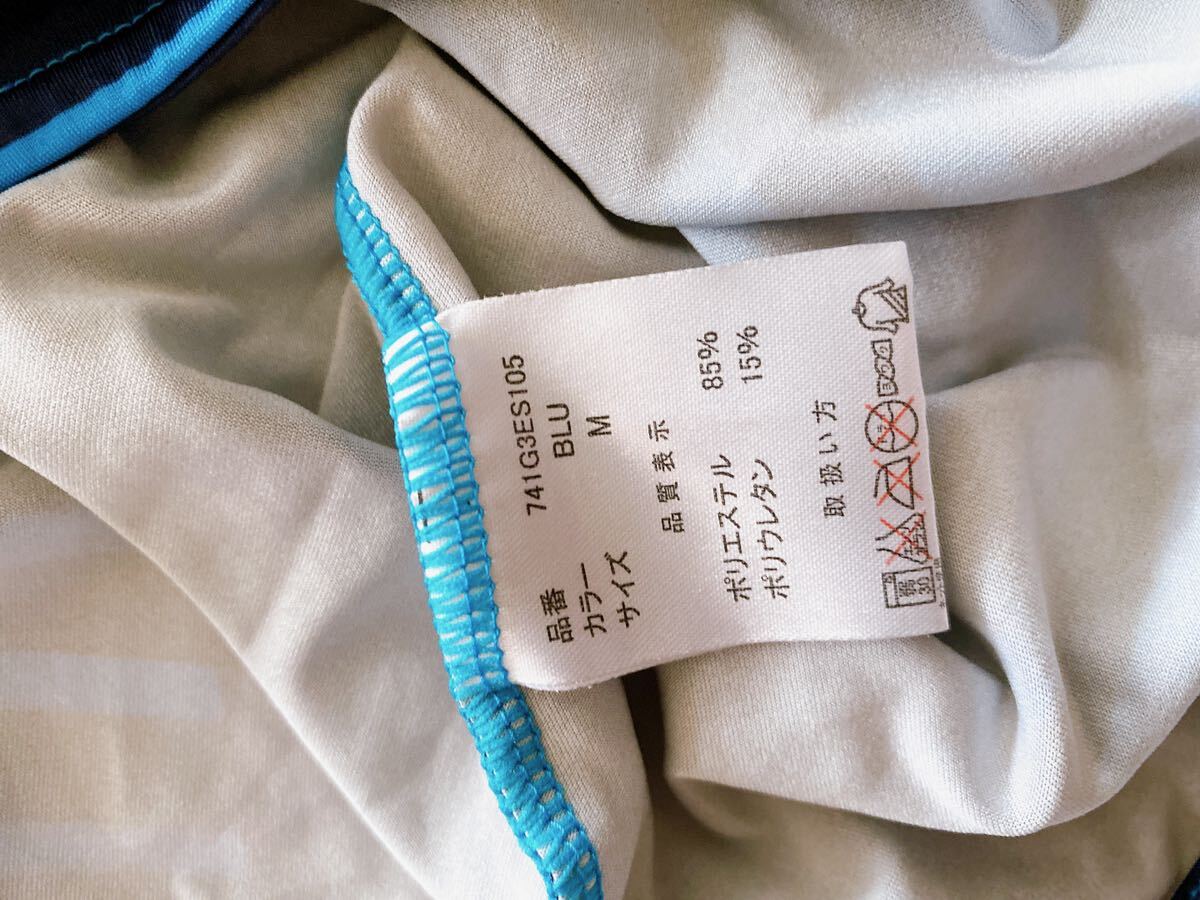 品番 741G3ES105
カラー BLU
サイズ M
品質表示
ポリエステル 85%
ポリウレタン 15%
取扱い方
30